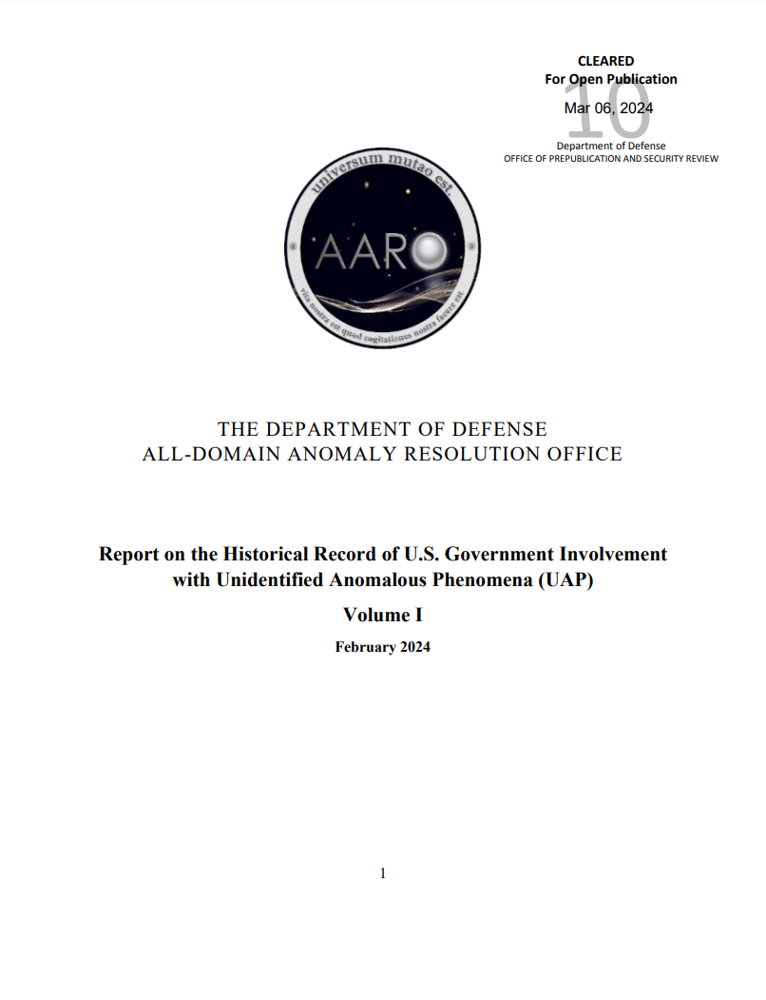 CLEARED
For Open Publication
10
Mar 06, 2024
Department of Defense
OFFICE OF PREPUBLICATION AND SECURITY REVIEW
universum mutao est.
AARO
vita nostra est quod cogitationes nostra facere est.
THE DEPARTMENT OF DEFENSE
ALL-DOMAIN ANOMALY RESOLUTION OFFICE
Report on the Historical Record of U.S. Government Involvement
with Unidentified Anomalous Phenomena (UAP)
Volume I
February 2024
1